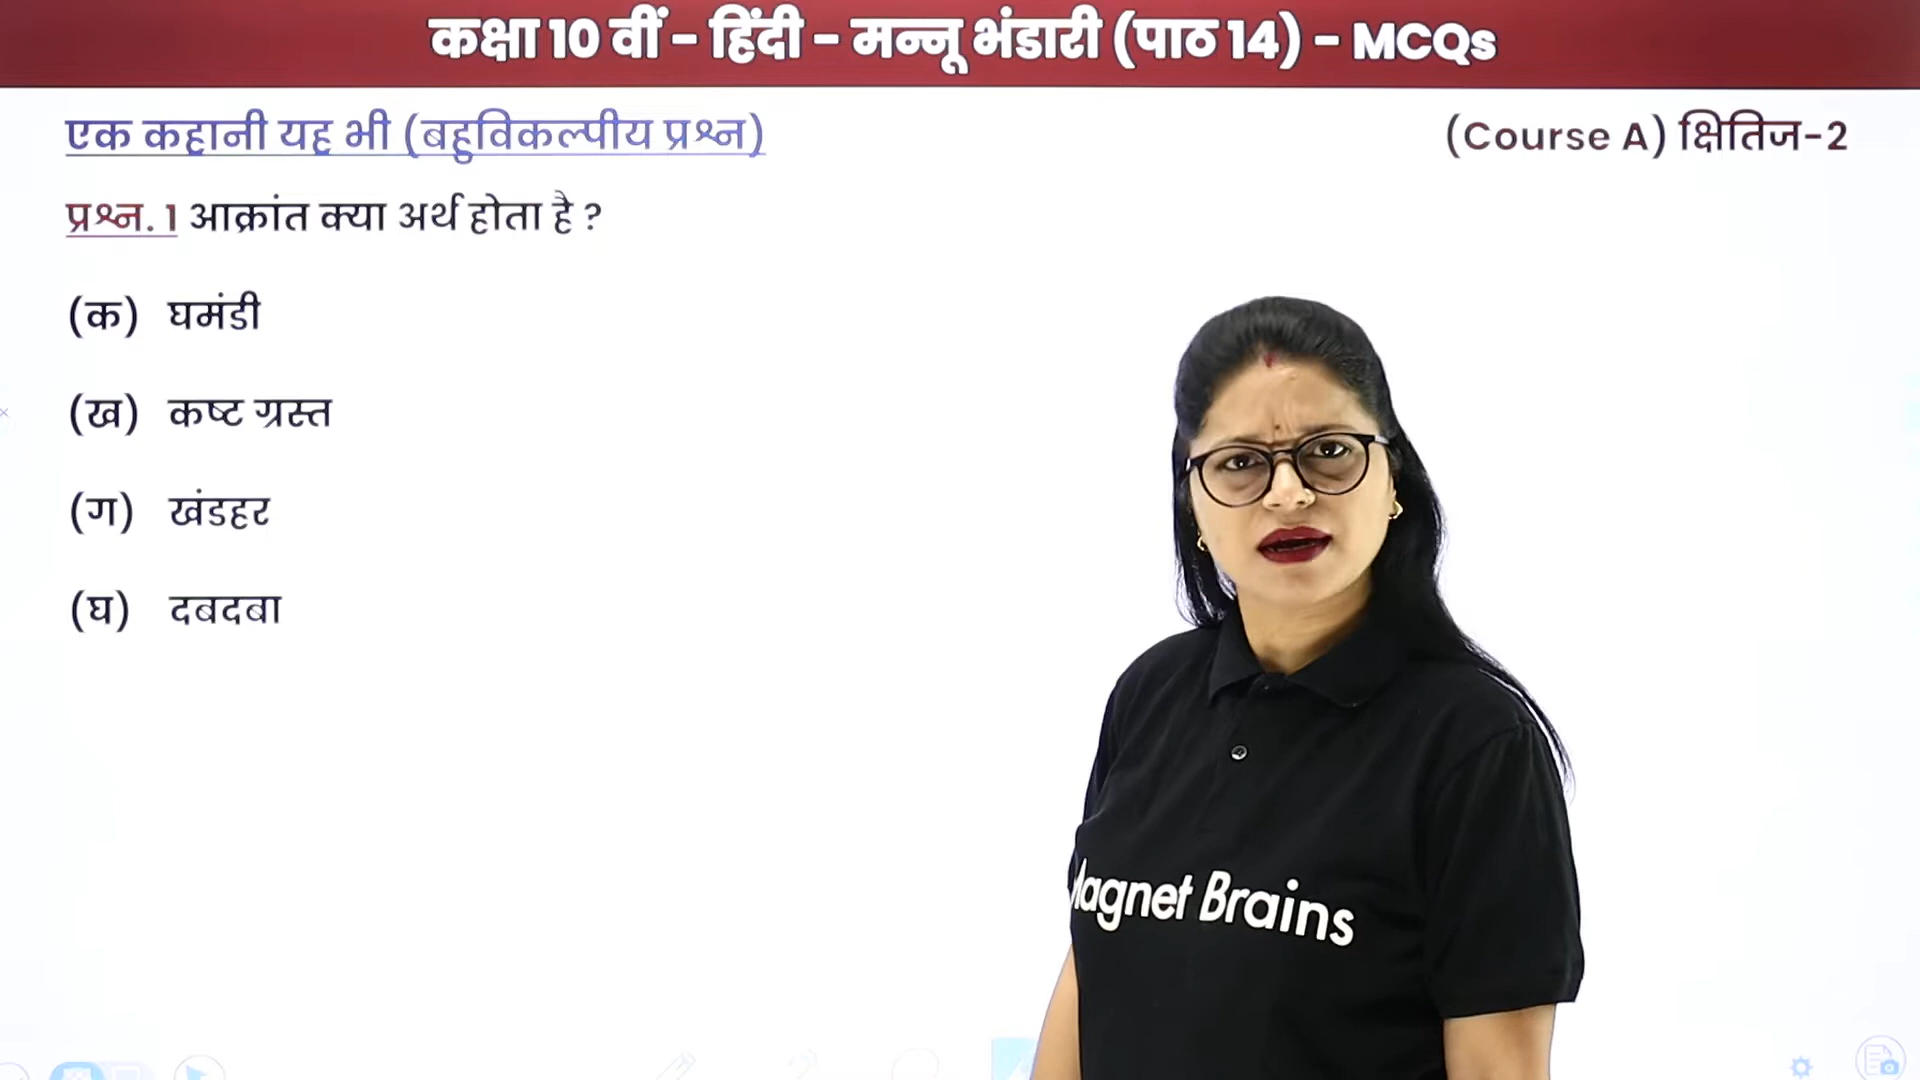 कक्षा 10 वीं - हिंदी - मन्नू भंडारी (पाठ 14) - MCQs
एक कहानी यह भी (बहुविकल्पीय प्रश्न)
(Course A) क्षितिज-2
प्रश्न. 1 आक्रांत क्या अर्थ होता है ?
(क) घमंडी
(ख) कष्ट ग्रस्त
(ग) खंडहर
(घ) दबदबा
Magnet Brains